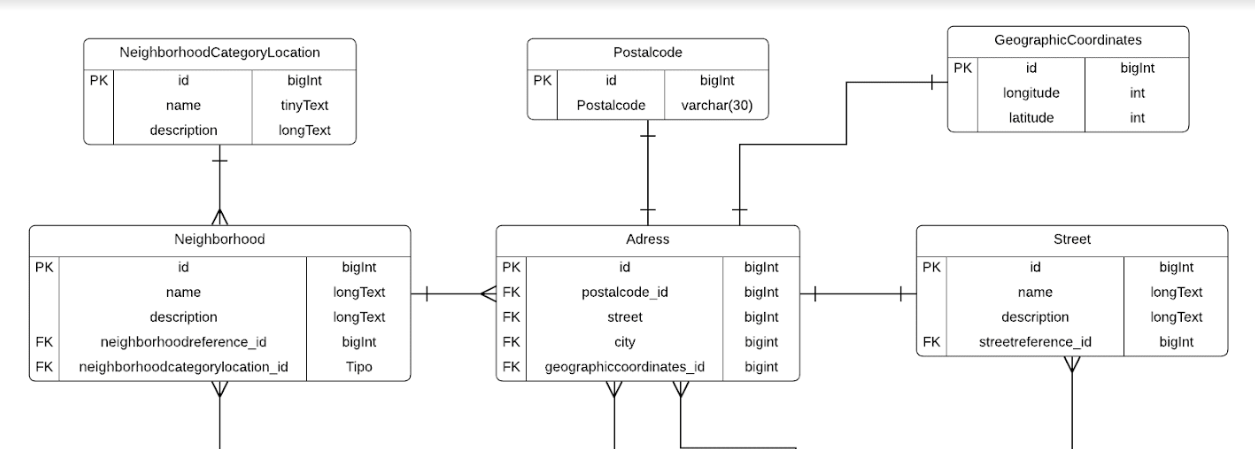 NeighborhoodCategoryLocation
PK id bigInt
name tinyText
description longText
Postalcode
PK id bigInt
Postalcode varchar(30)
GeographicCoordinates
PK id bigInt
longitude int
latitude int
Neighborhood
PK id bigInt
name longText
description longText
FK neighborhoodreference_id bigInt
FK neighborhoodcategorylocation_id Tipo
Adress
PK id bigInt
FK postalcode_id bigInt
FK street bigInt
FK city bigint
FK geographiccoordinates_id bigint
Street
PK id bigInt
name longText
description longText
FK streetreference_id bigInt